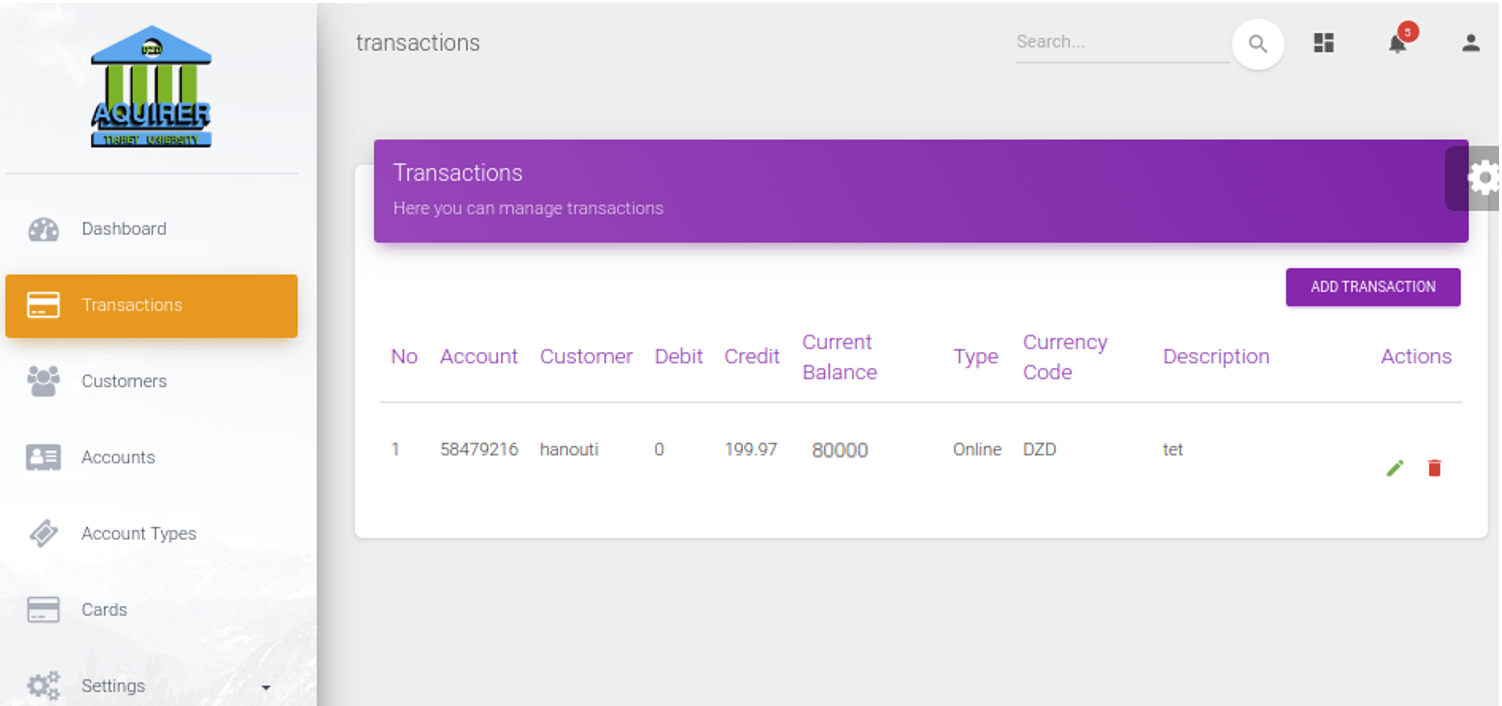 AQUIRER
TIARET UNIVERSITY
Dashboard
Transactions
Customers
Accounts
Account Types
Cards
Settings
transactions
Search...
5
Transactions
Here you can manage transactions
ADD TRANSACTION
No Account Customer Debit Credit Current Balance Type Currency Code Description Actions
1 58479216 hanouti 0 199.97 80000 Online DZD tet